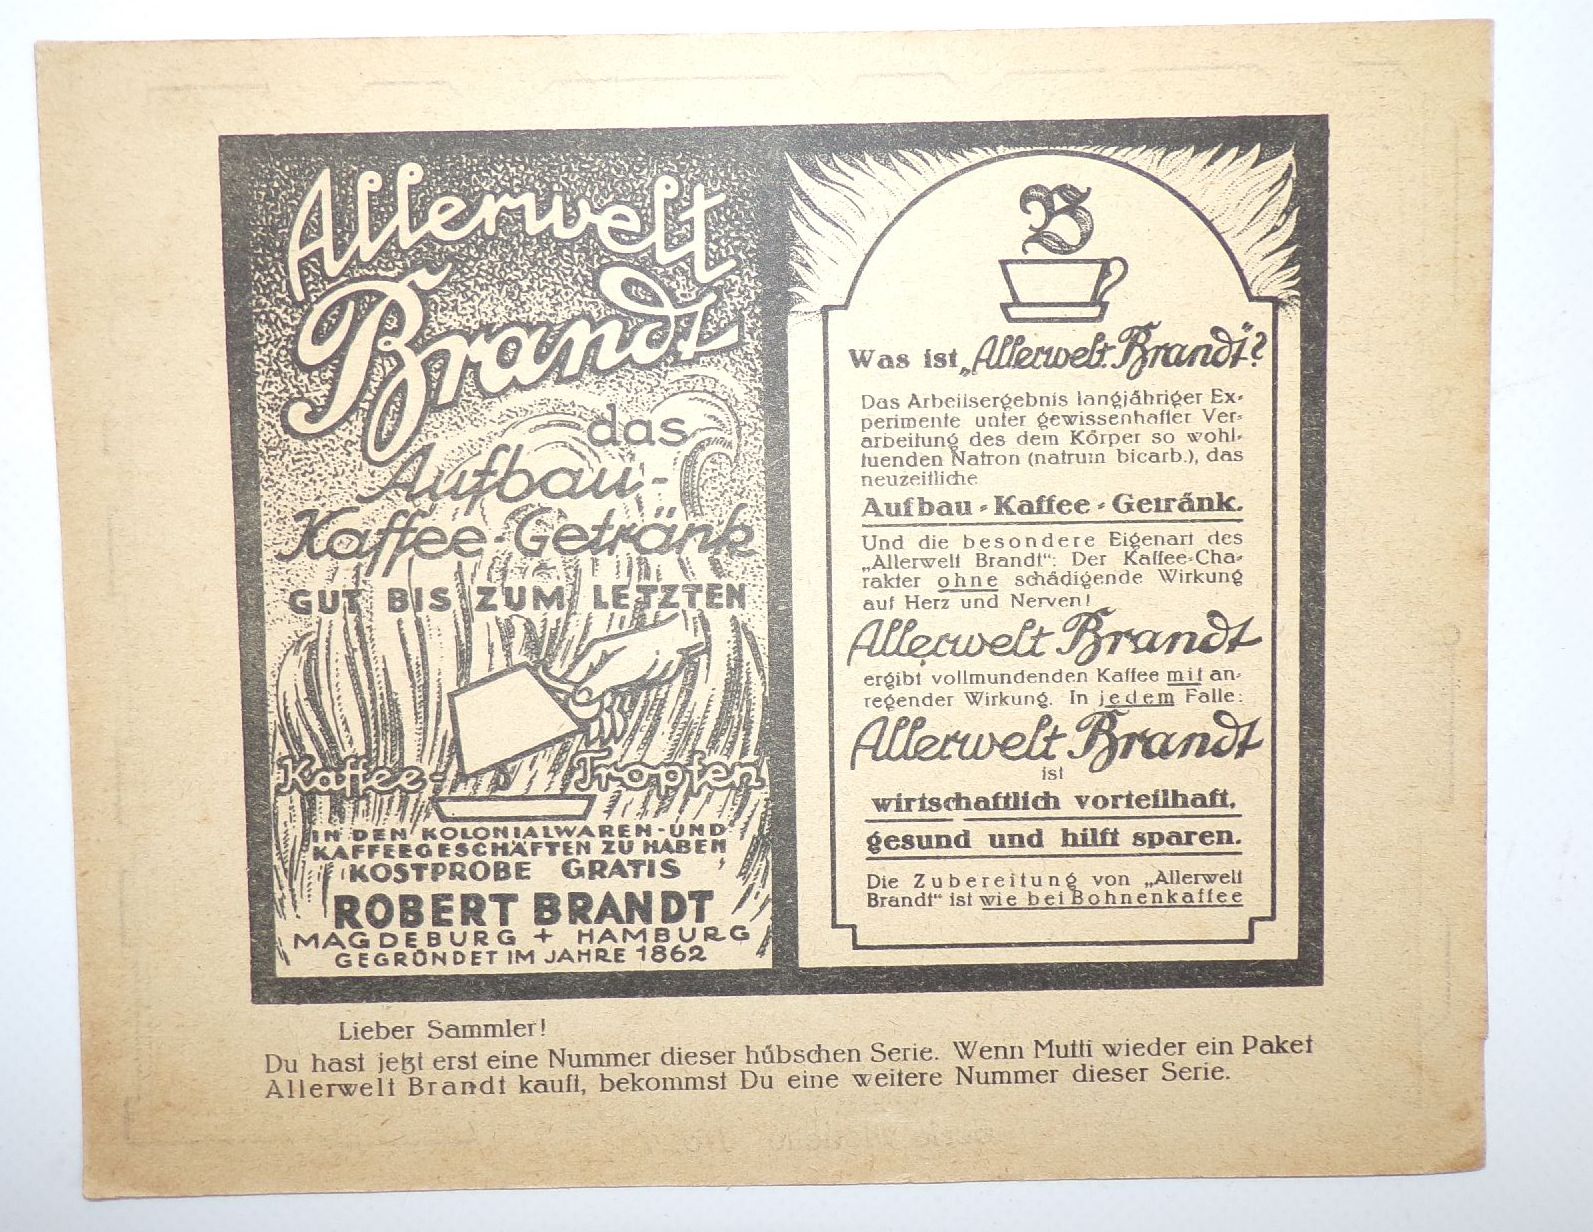 Allerwelt
Brandt
das
Aufbau-
Kaffee-Getränk
GUT BIS ZUM LETZTEN
Kaffee- Tropfen
IN DEN KOLONIALWAREN-UND
KAFFEEGESCHÄFTEN ZU HABEN
KOSTPROBE GRATIS
ROBERT BRANDT
MAGDEBURG + HAMBURG
GEGRÜNDET IM JAHRE 1862
B
Was ist „Allerwelt Brandt"?
Das Arbeitsergebnis langjähriger Ex-
perimente unter gewissenhafter Ver-
arbeitung des dem Körper so wohl-
tuenden Natron (natrum bicarb.), das
neuzeitliche
Aufbau-Kaffee-Getränk.
Und die besondere Eigenart des
„Allerwelt Brandt": Der Kaffee-Cha-
rakter ohne schädigende Wirkung
auf Herz und Nerven!
Allerwelt Brandt
ergibt vollmundenden Kaffee mit an-
regender Wirkung. In jedem Falle:
Allerwelt Brandt
ist
wirtschaftlich vorteilhaft,
gesund und hilft sparen.
Die Zubereitung von „Allerwelt
Brandt" ist wie bei Bohnenkaffee
Lieber Sammler!
Du hast jetzt erst eine Nummer dieser hübschen Serie. Wenn Mutti wieder ein Paket
Allerwelt Brandt kauft, bekommst Du eine weitere Nummer dieser Serie.